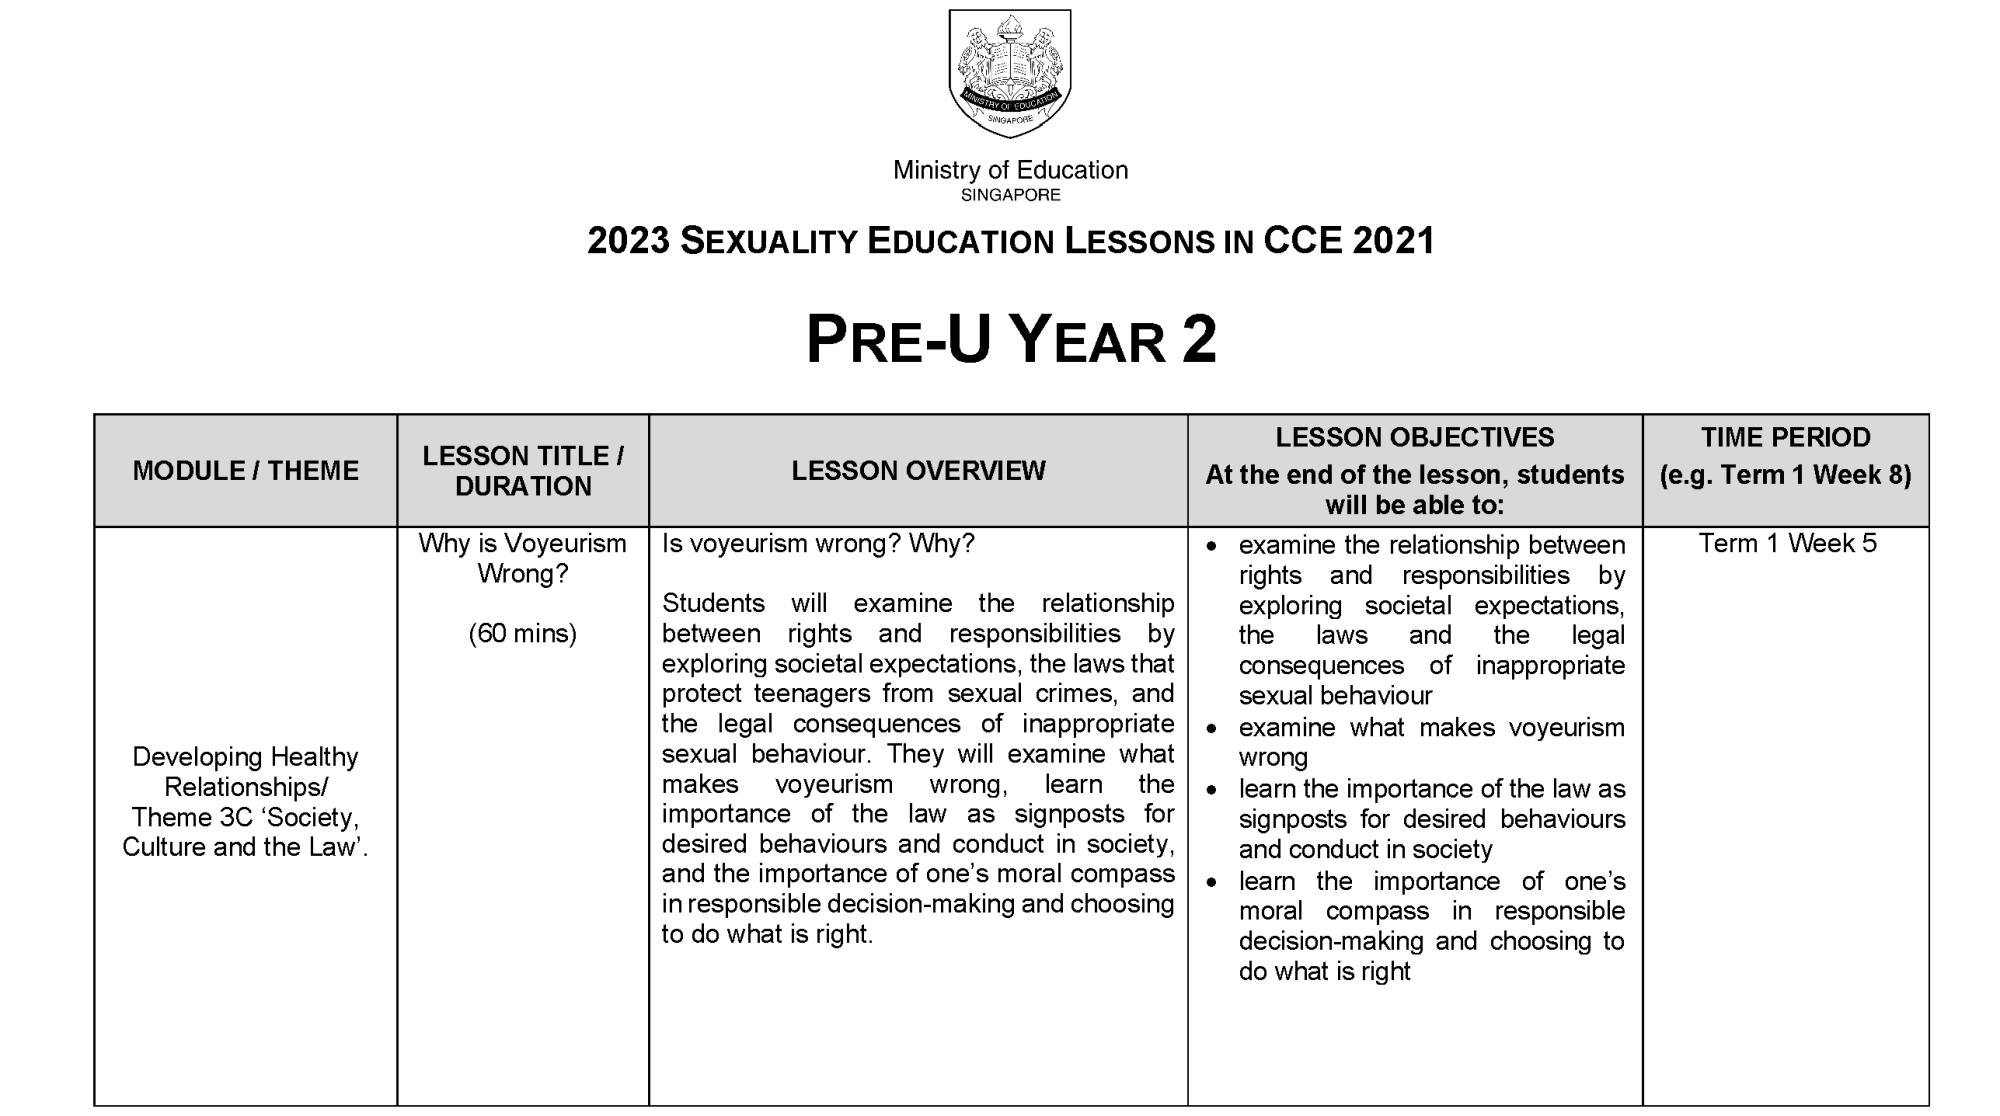 MINISTRY OF EDUCATION
SINGAPORE
Ministry of Education
SINGAPORE
2023 SEXUALITY EDUCATION LESSONS IN CCE 2021
PRE-U YEAR 2
MODULE / THEME
LESSON TITLE /
DURATION
LESSON OVERVIEW
LESSON OBJECTIVES
At the end of the lesson, students
will be able to:
TIME PERIOD
(e.g. Term 1 Week 8)
Developing Healthy
Relationships/
Theme 3C ‘Society,
Culture and the Law’.
Why is Voyeurism
Wrong?
(60 mins)
Is voyeurism wrong? Why?
Students will examine the relationship
between rights and responsibilities by
exploring societal expectations, the laws that
protect teenagers from sexual crimes, and
the legal consequences of inappropriate
sexual behaviour. They will examine what
makes voyeurism wrong, learn the
importance of the law as signposts for
desired behaviours and conduct in society,
and the importance of one’s moral compass
in responsible decision-making and choosing
to do what is right.
• examine the relationship between
rights and responsibilities by
exploring societal expectations,
the laws and the legal
consequences of inappropriate
sexual behaviour
• examine what makes voyeurism
wrong
• learn the importance of the law as
signposts for desired behaviours
and conduct in society
• learn the importance of one’s
moral compass in responsible
decision-making and choosing to
do what is right
Term 1 Week 5